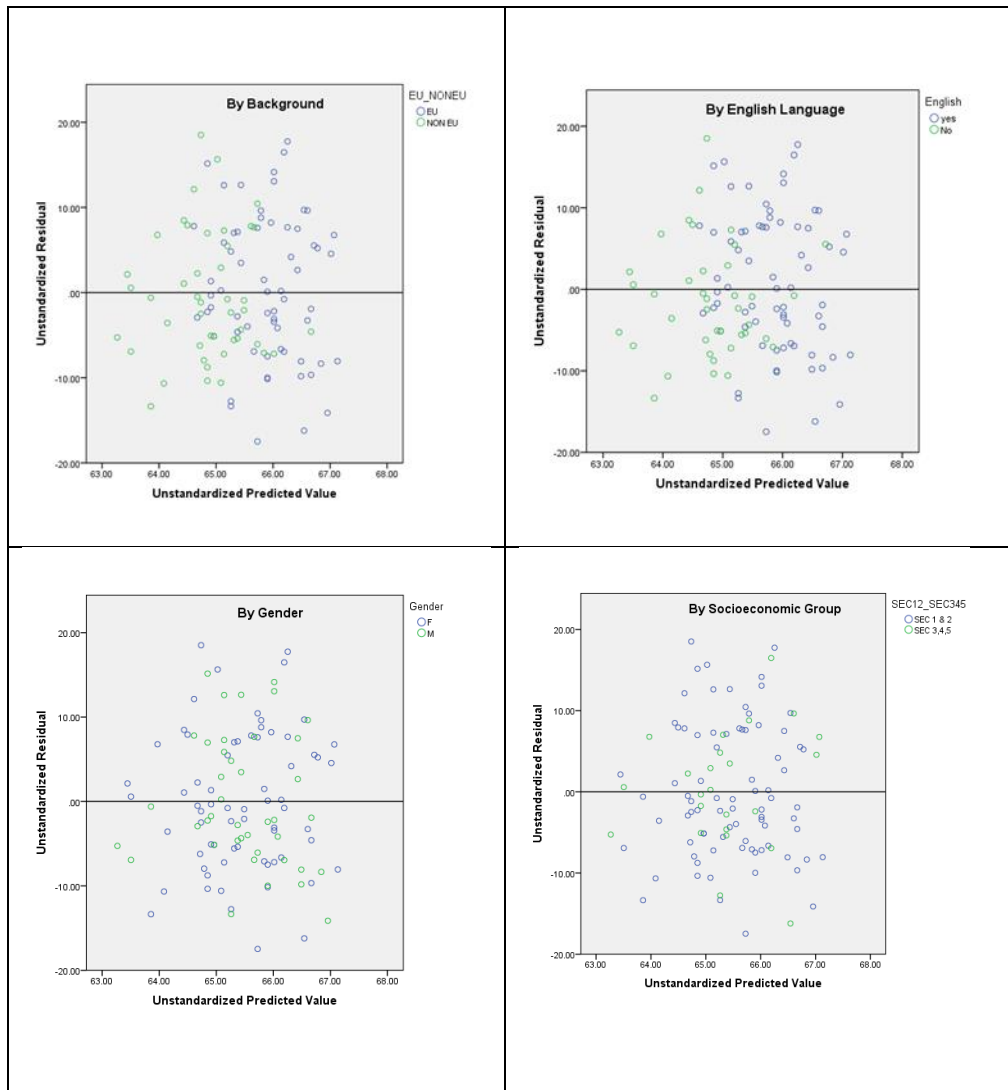 By Background
EU_NONEU
EU
NON EU
20.00
10.00
.00
-10.00
-20.00
Unstandardized Residual
63.00 64.00 65.00 66.00 67.00 68.00
Unstandardized Predicted Value
By English Language
English
yes
No
20.00
10.00
.00
-10.00
-20.00
Unstandardized Residual
63.00 64.00 65.00 66.00 67.00 68.00
Unstandardized Predicted Value
By Gender
Gender
F
M
20.00
10.00
.00
-10.00
-20.00
Unstandardized Residual
63.00 64.00 65.00 66.00 67.00 68.00
Unstandardized Predicted Value
By Socioeconomic Group
SEC12_SEC345
SEC 1 & 2
SEC 3,4,5
20.00
10.00
.00
-10.00
-20.00
Unstandardized Residual
63.00 64.00 65.00 66.00 67.00 68.00
Unstandardized Predicted Value